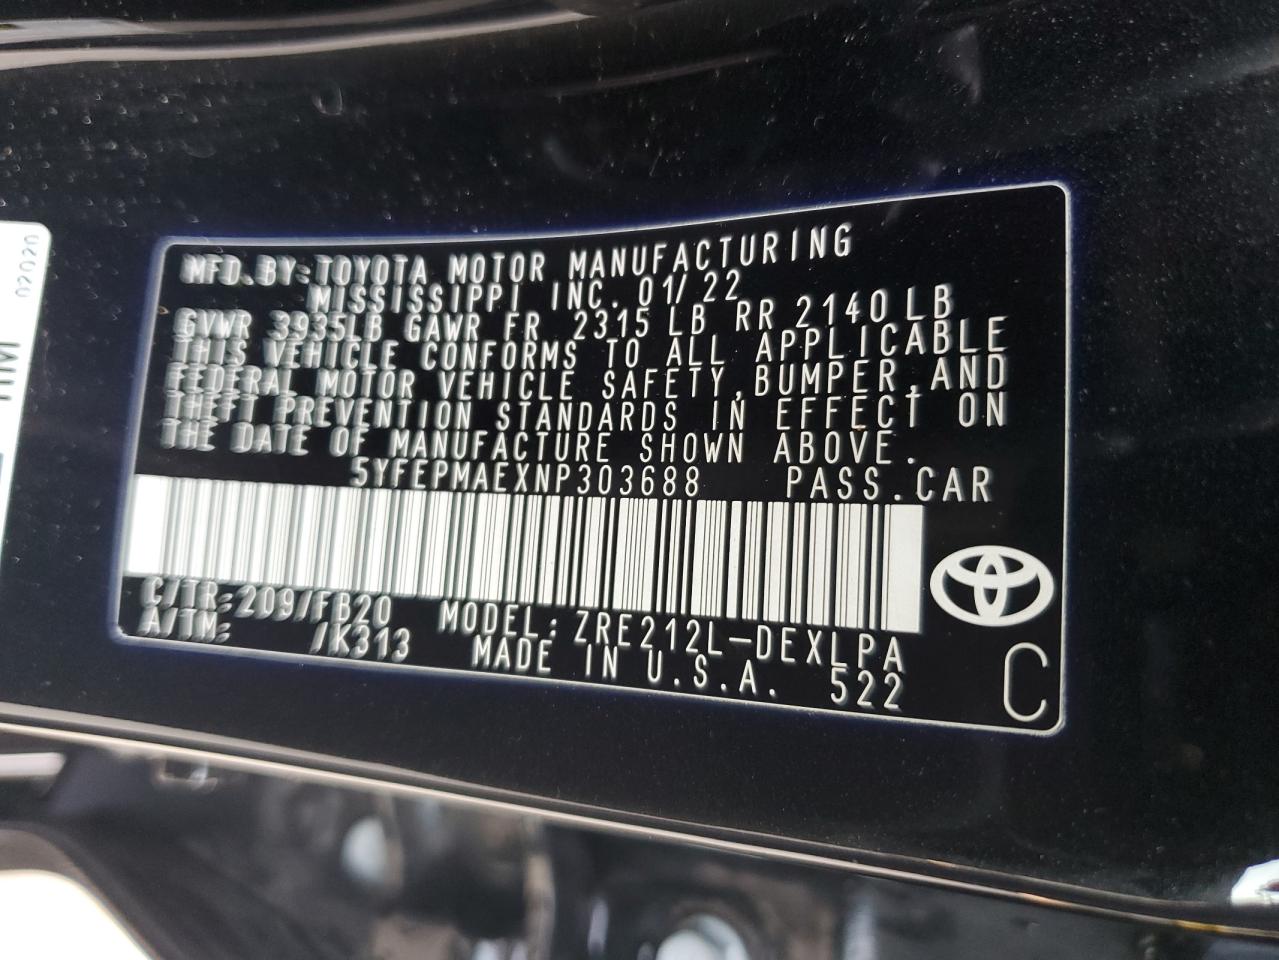 02020
MFD.BY:TOYOTA MOTOR MANUFACTURING
MISSISSIPPI INC. 01/22
GVWR 3935LB GAWR FR 2315 LB RR 2140 LB
THIS VEHICLE CONFORMS TO ALL APPLICABLE
FEDERAL MOTOR VEHICLE SAFETY,BUMPER,AND
THEFT PREVENTION STANDARDS IN EFFECT ON
THE DATE OF MANUFACTURE SHOWN ABOVE.
5YFEPMAEXNP303688 PASS.CAR
C/TR:209/FB20 MODEL:ZRE212L-DEXLPA
A/TM: /K313 MADE IN U.S.A. 522
C